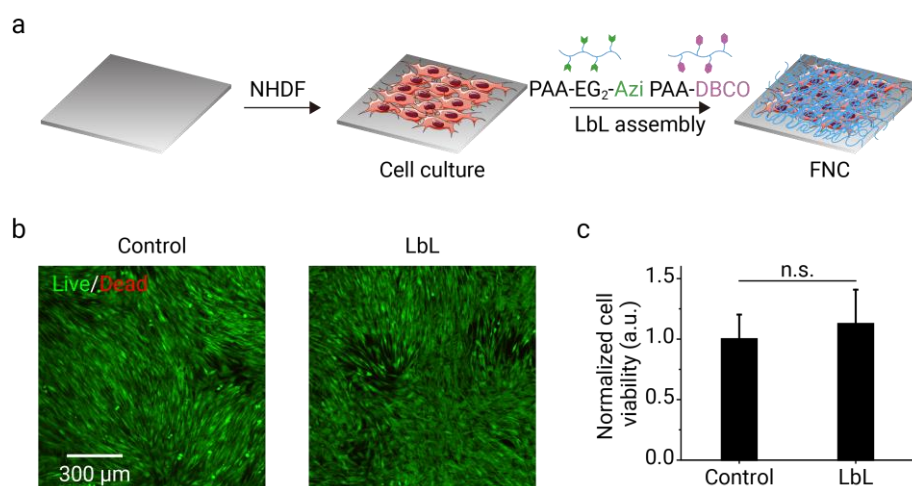 a
NHDF
PAA-EG₂-Azi PAA-DBCO
LbL assembly
Cell culture
FNC
b
Control
LbL
Live/Dead
300 μm
c
n.s.
Normalized cell
viability (a.u.)
1.5
1.0
0.5
0.0
Control
LbL